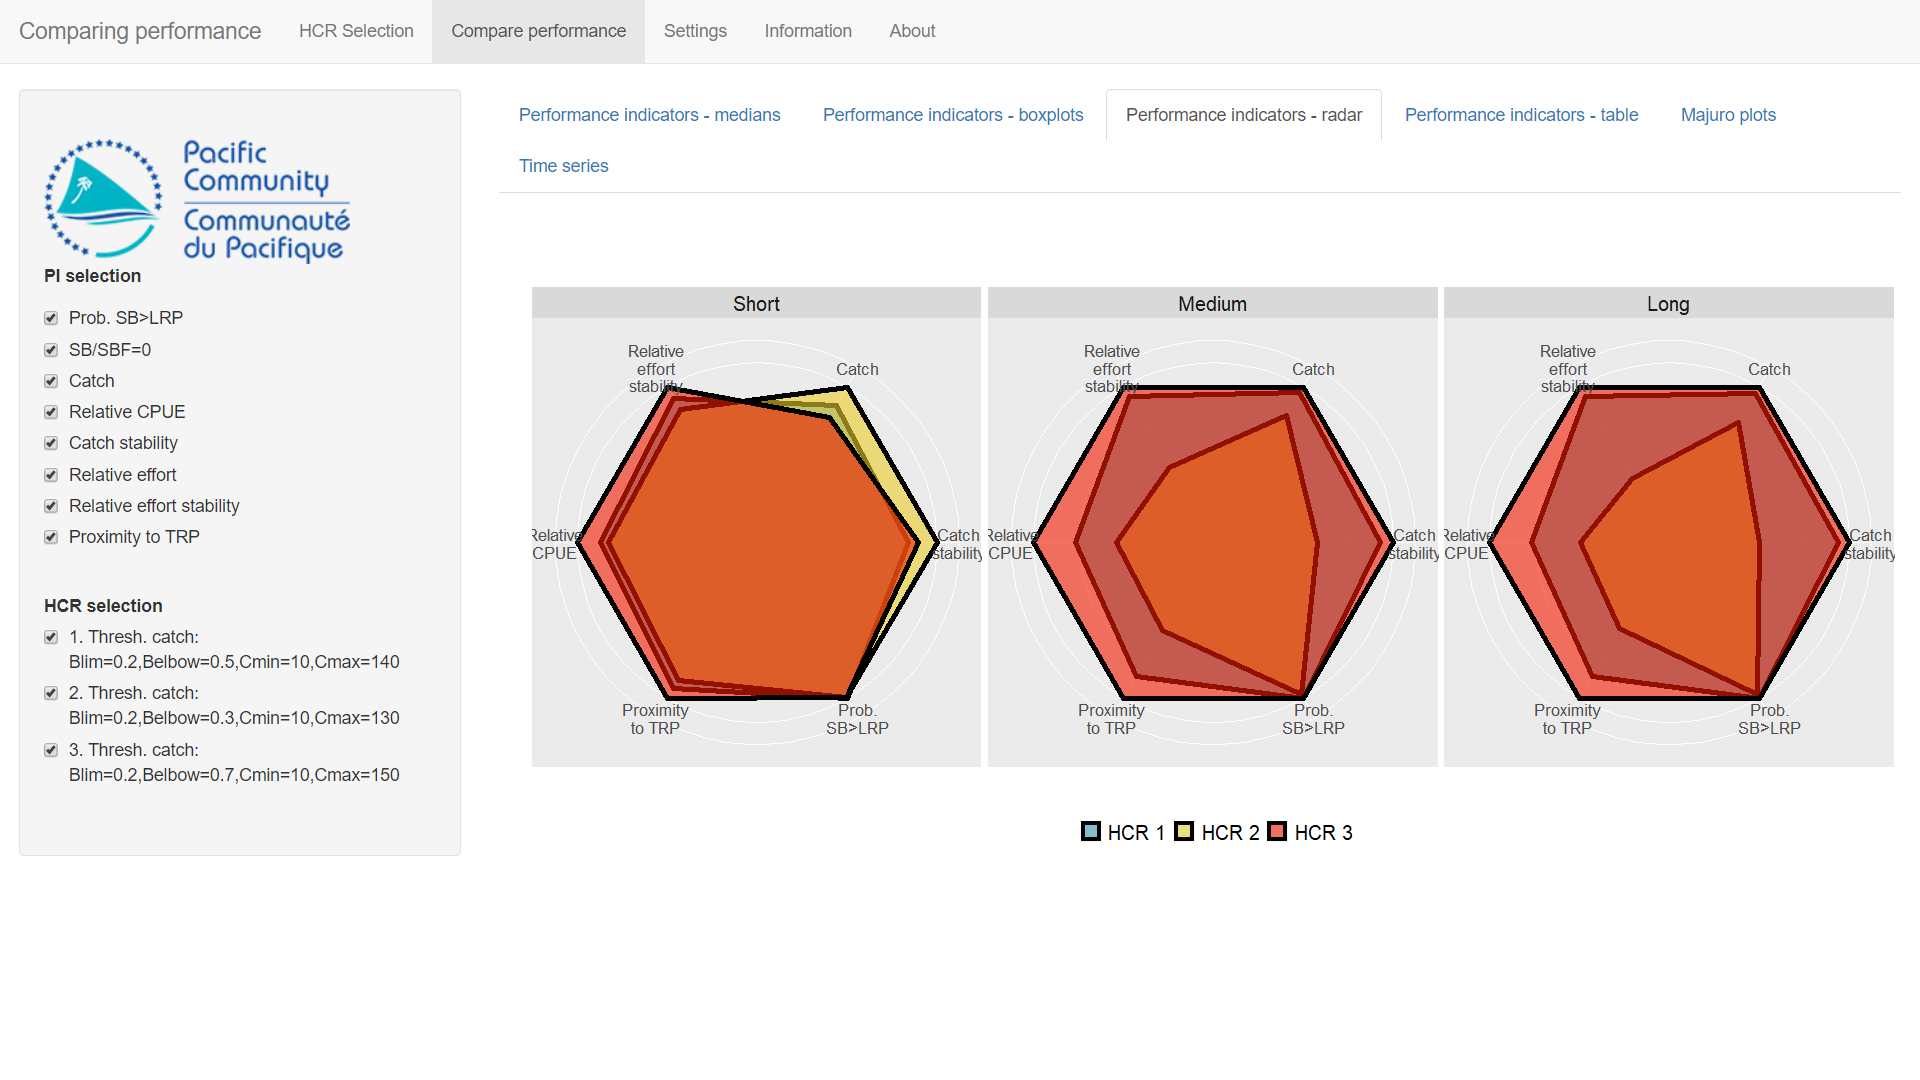 Comparing performance
HCR Selection
Compare performance
Settings
Information
About
Pacific
Community
Communauté
du Pacifique
PI selection
Prob. SB>LRP
SB/SBF=0
Catch
Relative CPUE
Catch stability
Relative effort
Relative effort stability
Proximity to TRP
HCR selection
1. Thresh. catch:
Blim=0.2,Belbow=0.5,Cmin=10,Cmax=140
2. Thresh. catch:
Blim=0.2,Belbow=0.3,Cmin=10,Cmax=130
3. Thresh. catch:
Blim=0.2,Belbow=0.7,Cmin=10,Cmax=150
Performance indicators - medians
Performance indicators - boxplots
Performance indicators - radar
Performance indicators - table
Majuro plots
Time series
Short
Relative
effort
stability
Catch
Relative
CPUE
Catch
stability
Proximity
to TRP
Prob.
SB>LRP
Medium
Relative
effort
stability
Catch
Relative
CPUE
Catch
stability
Proximity
to TRP
Prob.
SB>LRP
Long
Relative
effort
stability
Catch
Relative
CPUE
Catch
stability
Proximity
to TRP
Prob.
SB>LRP
HCR 1
HCR 2
HCR 3